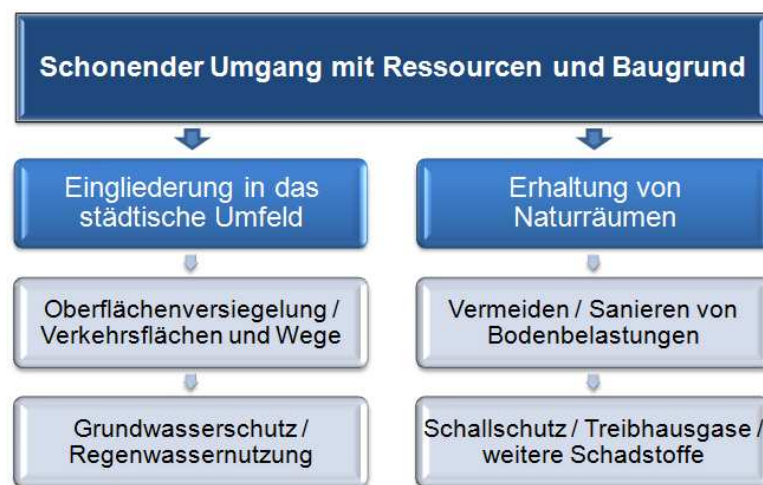 Schonender Umgang mit Ressourcen und Baugrund
Eingliederung in das
städtische Umfeld
Oberflächenversiegelung /
Verkehrsflächen und Wege
Grundwasserschutz /
Regenwassernutzung
Erhaltung von
Naturräumen
Vermeiden / Sanieren von
Bodenbelastungen
Schallschutz / Treibhausgase /
weitere Schadstoffe